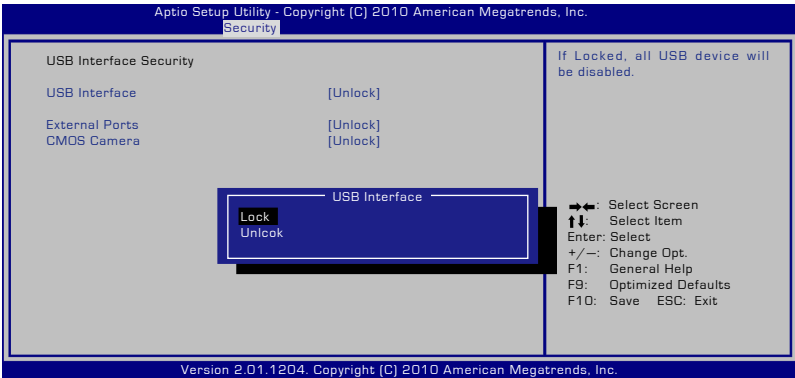 Aptio Setup Utility - Copyright (C) 2010 American Megatrends, Inc.
Security
USB Interface Security
USB Interface [Unlock]
External Ports [Unlock]
CMOS Camera [Unlock]
If Locked, all USB device will
be disabled.
USB Interface
Lock
Unlcok
→←: Select Screen
↑↓: Select Item
Enter: Select
+/—: Change Opt.
F1: General Help
F9: Optimized Defaults
F10: Save ESC: Exit
Version 2.01.1204. Copyright (C) 2010 American Megatrends, Inc.